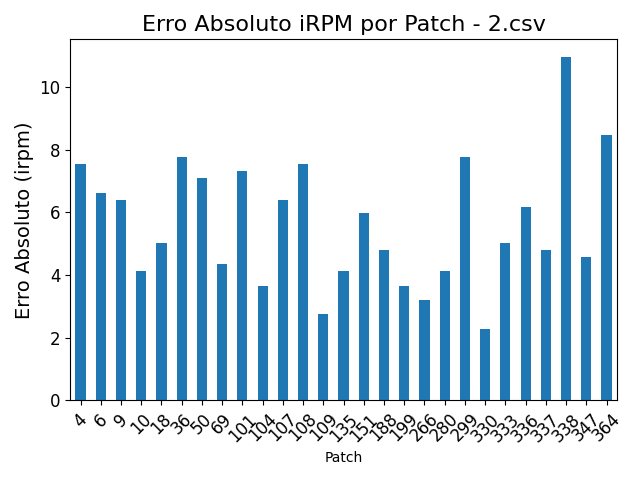 Erro Absoluto iRPM por Patch - 2.csv
Erro Absoluto (irpm)
10
8
6
4
2
0
4 6 9 10 18 36 50 69 101 104 107 108 109 135 151 188 199 266 280 299 330 333 336 337 338 347 364
Patch